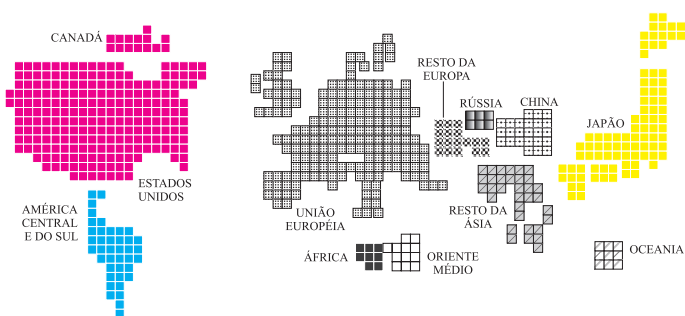 CANADÁ
ESTADOS
UNIDOS
AMÉRICA
CENTRAL
E DO SUL
UNIÃO
EUROPÉIA
RESTO DA
EUROPA
RÚSSIA
CHINA
JAPÃO
RESTO DA
ÁSIA
ÁFRICA
ORIENTE
MÉDIO
OCEANIA